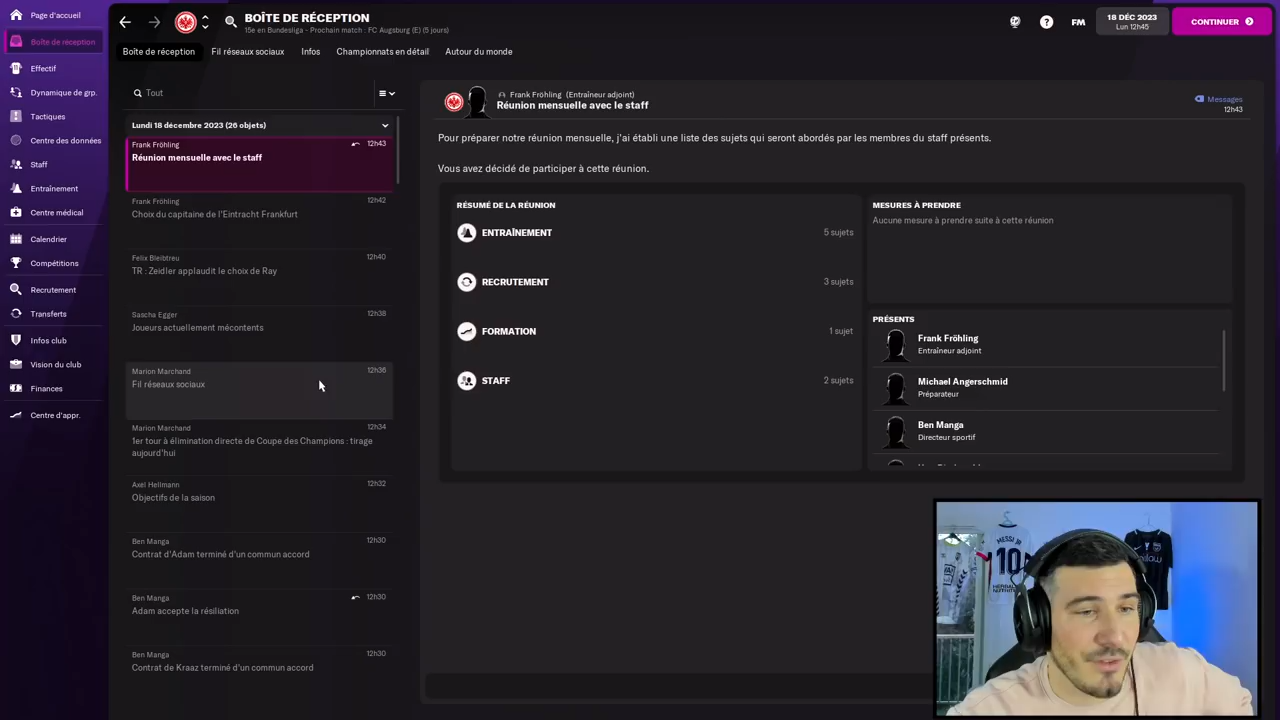 Page d'accueil
Boîte de réception
Effectif
Dynamique de grp.
Tactiques
Centre des données
Staff
Entraînement
Centre médical
Calendrier
Compétitions
Recrutement
Transferts
Infos club
Vision du club
Finances
Centre d'appr.
BOÎTE DE RÉCEPTION
15e en Bundesliga - Prochain match : FC Augsburg (E) (5 jours)
?
FM
18 DÉC 2023
Lun 12h45
CONTINUER
Boîte de réception
Fil réseaux sociaux
Infos
Championnats en détail
Autour du monde
Tout
Lundi 18 décembre 2023 (26 objets)
Frank Fröhling 12h43
Réunion mensuelle avec le staff
Frank Fröhling 12h42
Choix du capitaine de l'Eintracht Frankfurt
Felix Bleibtreu 12h40
TR : Zeidler applaudit le choix de Ray
Sascha Egger 12h38
Joueurs actuellement mécontents
Marion Marchand 12h36
Fil réseaux sociaux
Marion Marchand 12h34
1er tour à élimination directe de Coupe des Champions : tirage
aujourd'hui
Axel Hellmann 12h32
Objectifs de la saison
Ben Manga 12h30
Contrat d'Adam terminé d'un commun accord
Ben Manga 12h30
Adam accepte la résiliation
Ben Manga 12h30
Contrat de Kraaz terminé d'un commun accord
Frank Fröhling (Entraîneur adjoint)
Réunion mensuelle avec le staff
Messages
12h43
Pour préparer notre réunion mensuelle, j'ai établi une liste des sujets qui seront abordés par les membres du staff présents.
Vous avez décidé de participer à cette réunion.
RÉSUMÉ DE LA RÉUNION
ENTRAÎNEMENT 5 sujets
RECRUTEMENT 3 sujets
FORMATION 1 sujet
STAFF 2 sujets
MESURES À PRENDRE
Aucune mesure à prendre suite à cette réunion
PRÉSENTS
Frank Fröhling
Entraîneur adjoint
Michael Angerschmid
Préparateur
Ben Manga
Directeur sportif
MESSI JR
10